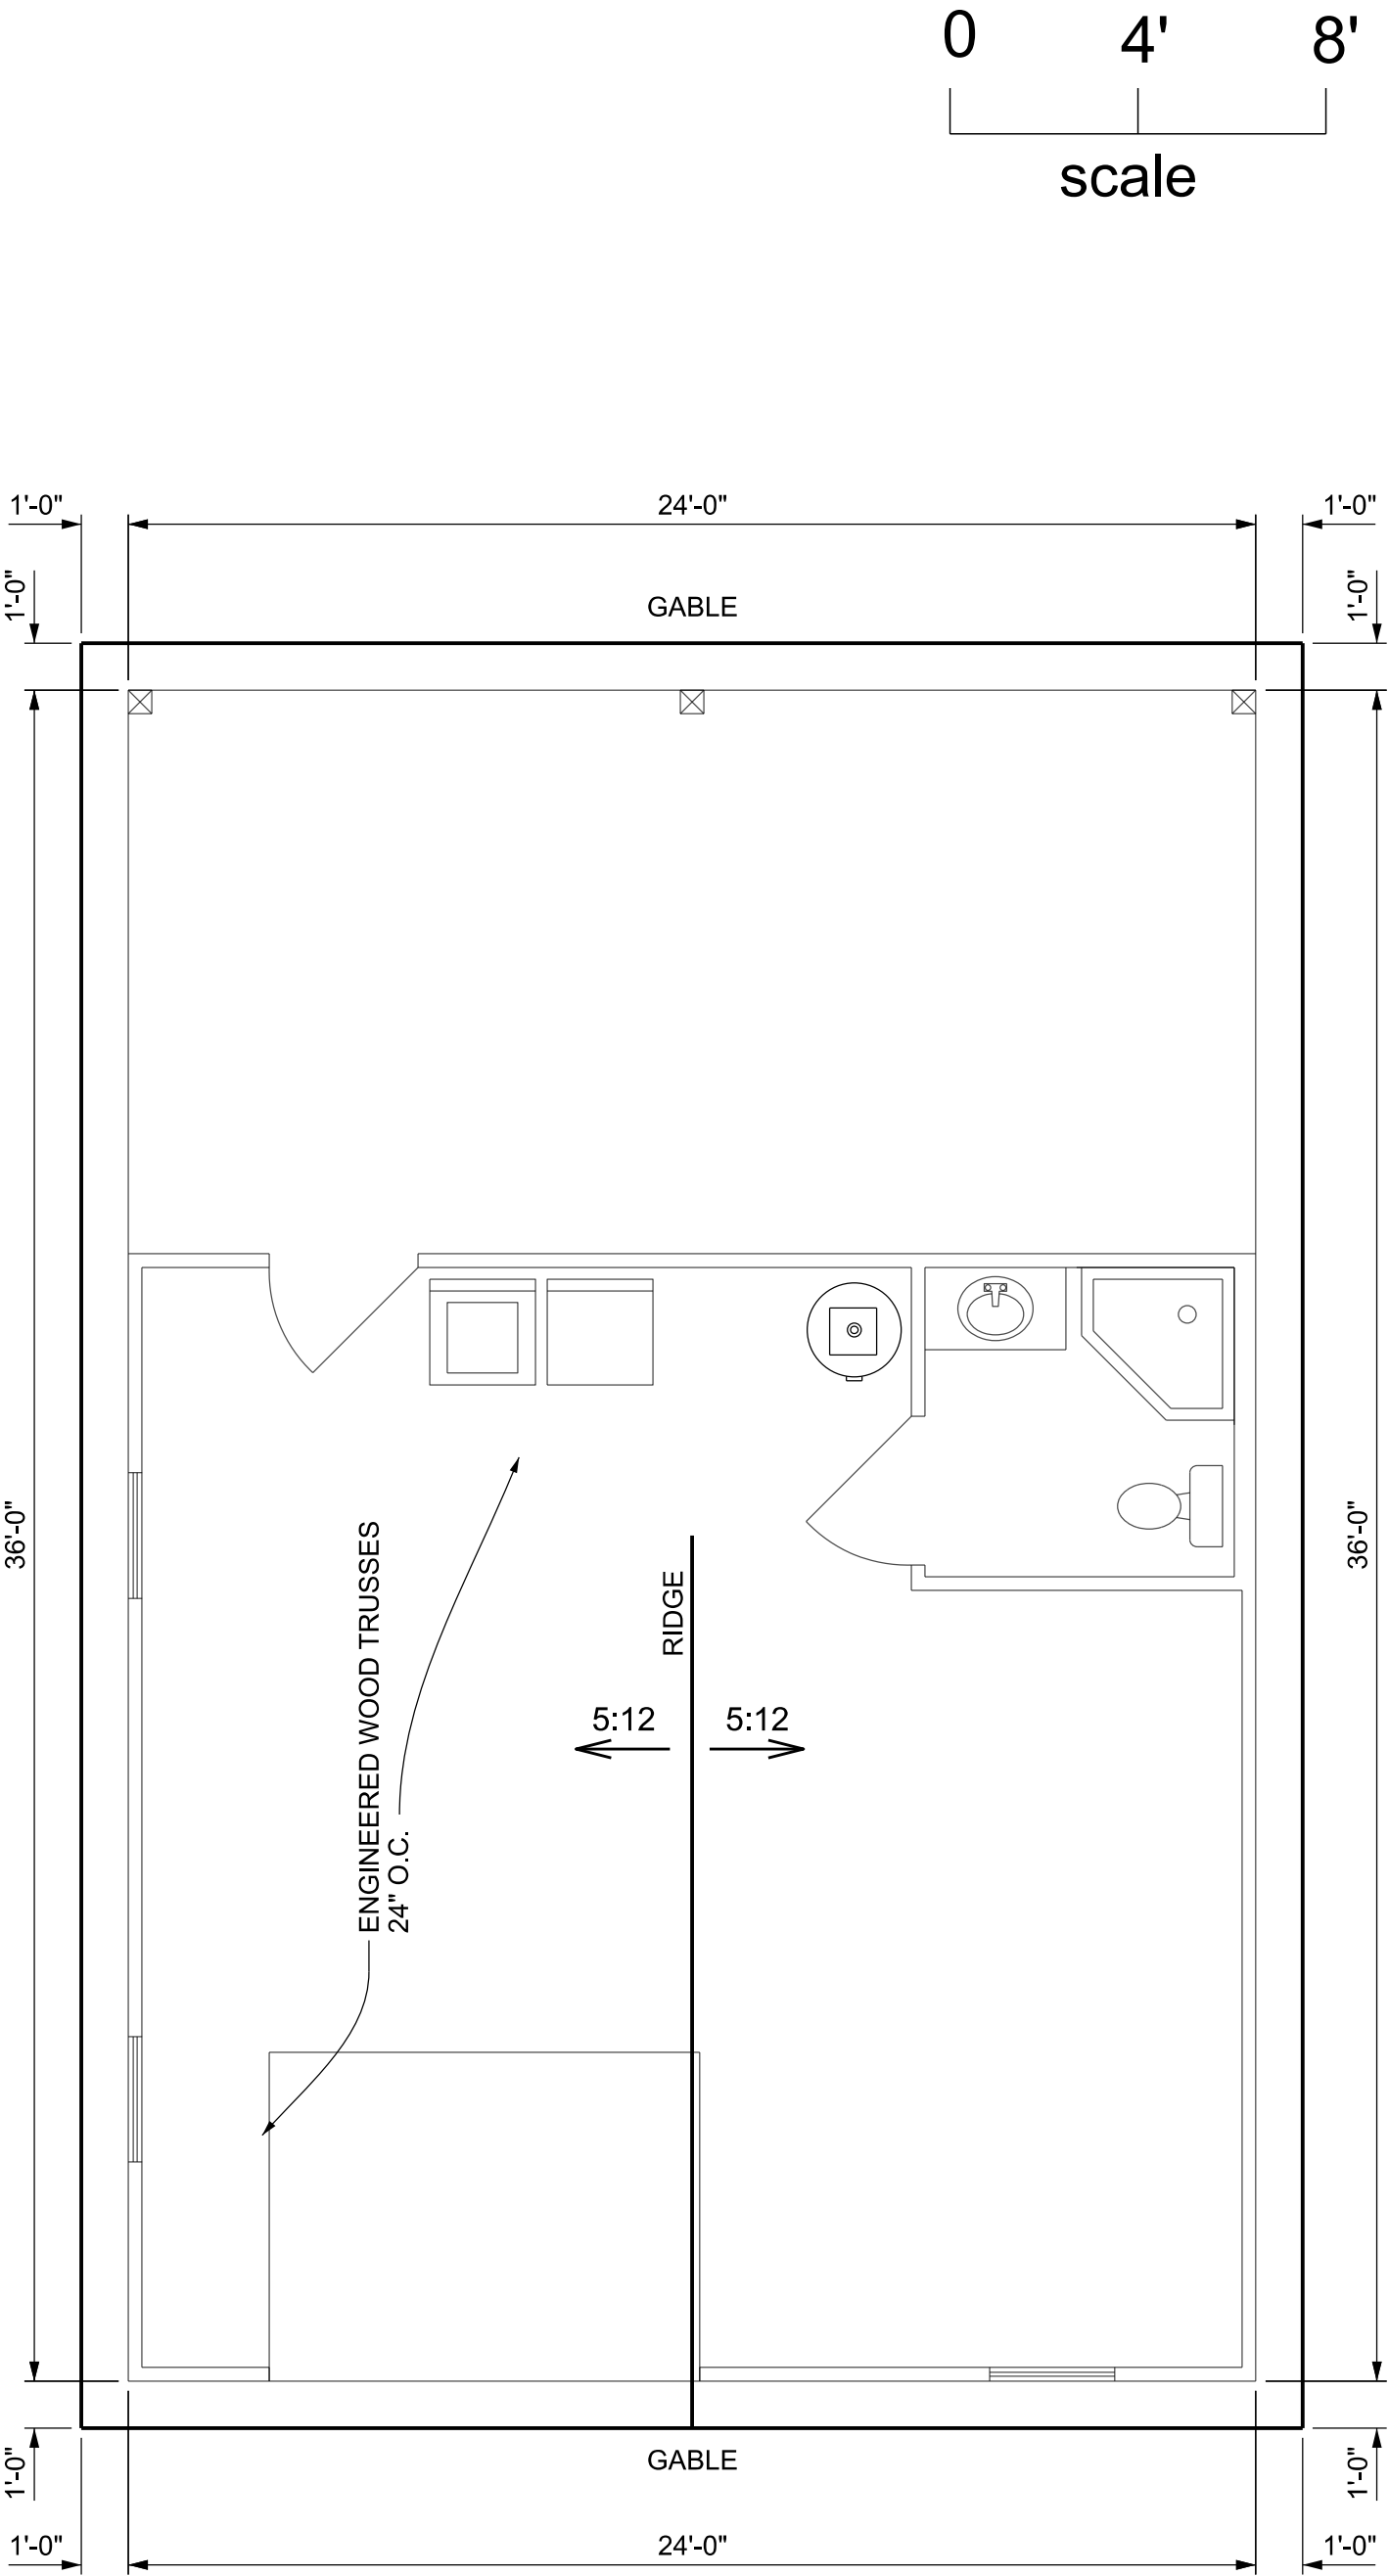 0 4' 8'
scale
1'-0" 24'-0" 1'-0"
1'-0" 1'-0"
GABLE
36'-0" 36'-0"
ENGINEERED WOOD TRUSSES
24" O.C.
RIDGE
5:12 5:12
GABLE
1'-0" 1'-0"
1'-0" 24'-0" 1'-0"